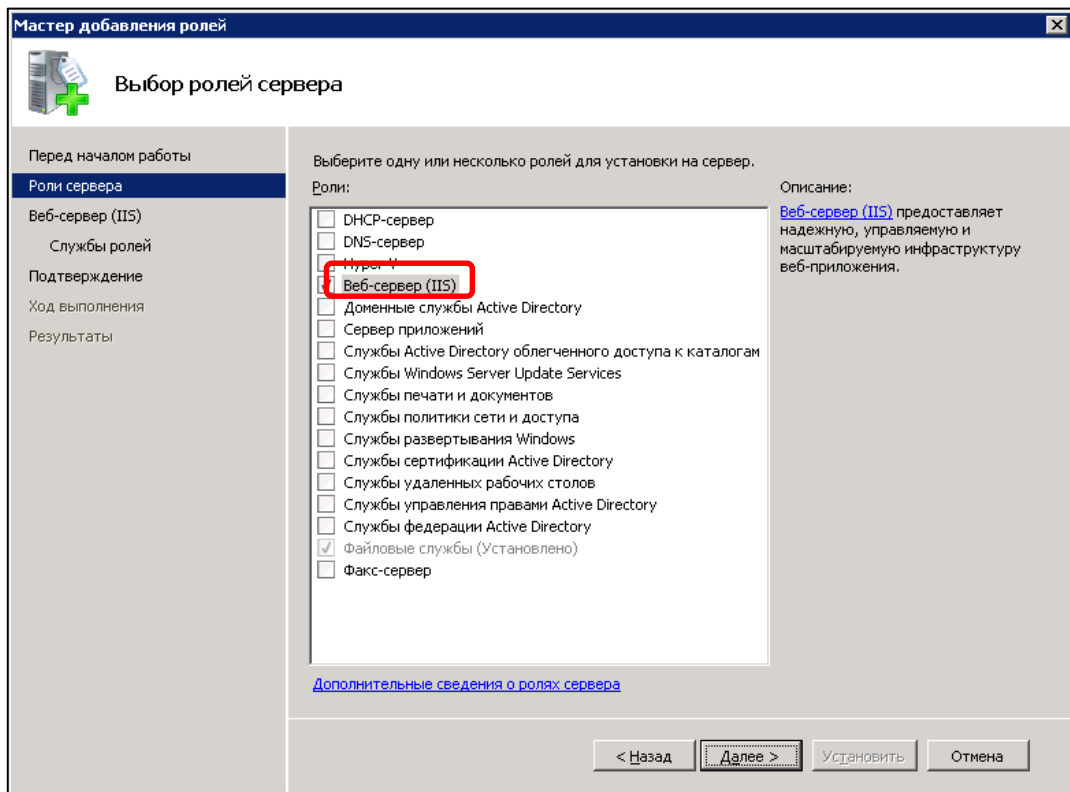 Мастер добавления ролей
Выбор ролей сервера
Перед началом работы
Роли сервера
Веб-сервер (IIS)
Службы ролей
Подтверждение
Ход выполнения
Результаты
Выберите одну или несколько ролей для установки на сервер.
Роли:
DHCP-сервер
DNS-сервер
Hyper-V
Веб-сервер (IIS)
Доменные службы Active Directory
Сервер приложений
Службы Active Directory облегченного доступа к каталогам
Службы Windows Server Update Services
Службы печати и документов
Службы политики сети и доступа
Службы развертывания Windows
Службы сертификации Active Directory
Службы удаленных рабочих столов
Службы управления правами Active Directory
Службы федерации Active Directory
Файловые службы (Установлено)
Факс-сервер
Дополнительные сведения о ролях сервера
Описание:
Веб-сервер (IIS) предоставляет
надежную, управляемую и
масштабируемую инфраструктуру
веб-приложения.
< Назад
Далее >
Установить
Отмена